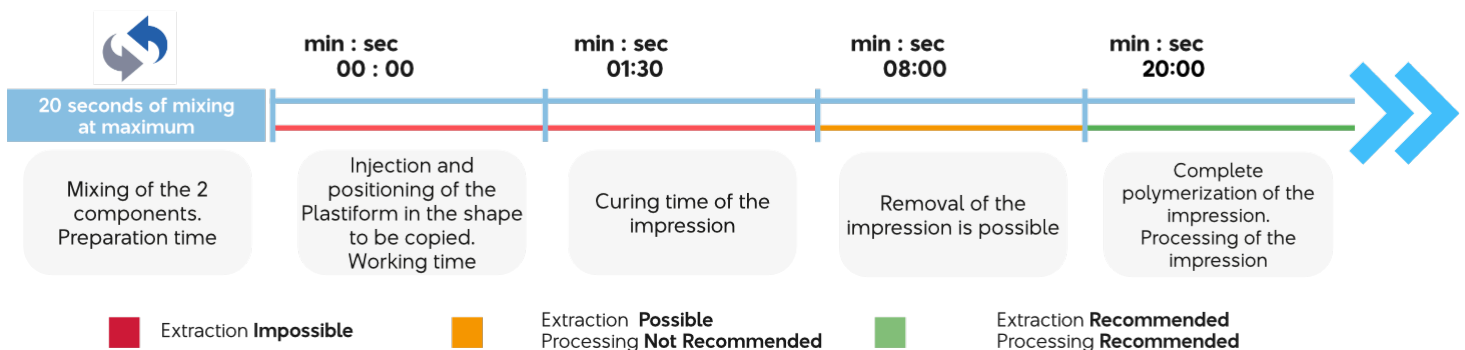 min : sec
00 : 00
min : sec
01:30
min : sec
08:00
min : sec
20:00
20 seconds of mixing
at maximum
Mixing of the 2
components.
Preparation time
Injection and
positioning of the
Plastiform in the shape
to be copied.
Working time
Curing time of the
impression
Removal of the
impression is possible
Complete
polymerization of the
impression.
Processing of the
impression
Extraction Impossible
Extraction Possible
Processing Not Recommended
Extraction Recommended
Processing Recommended